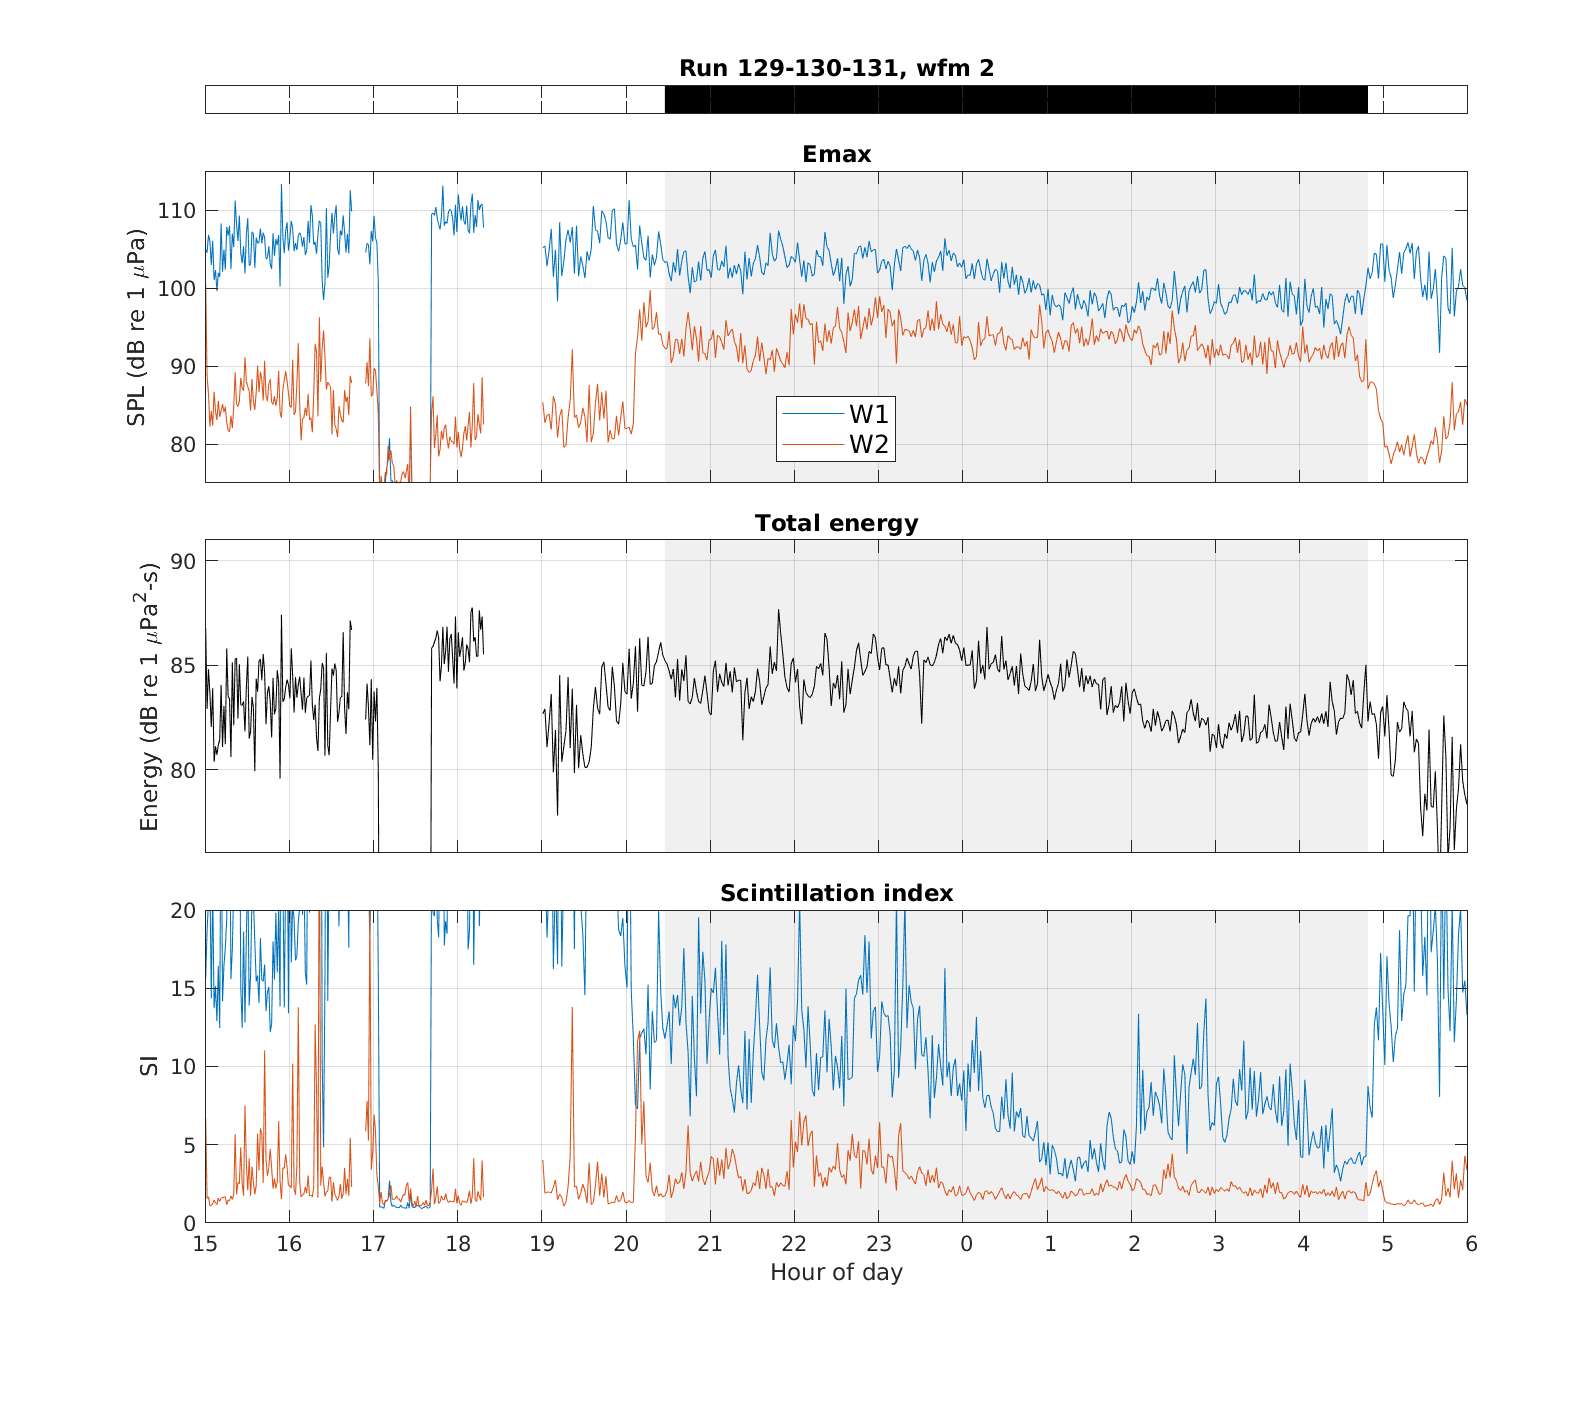 Run 129-130-131, wfm 2
Emax
SPL (dB re 1 μPa)
110
100
90
80
W1
W2
Total energy
Energy (dB re 1 μPa²-s)
90
85
80
Scintillation index
SI
20
15
10
5
0
15 16 17 18 19 20 21 22 23 0 1 2 3 4 5 6
Hour of day